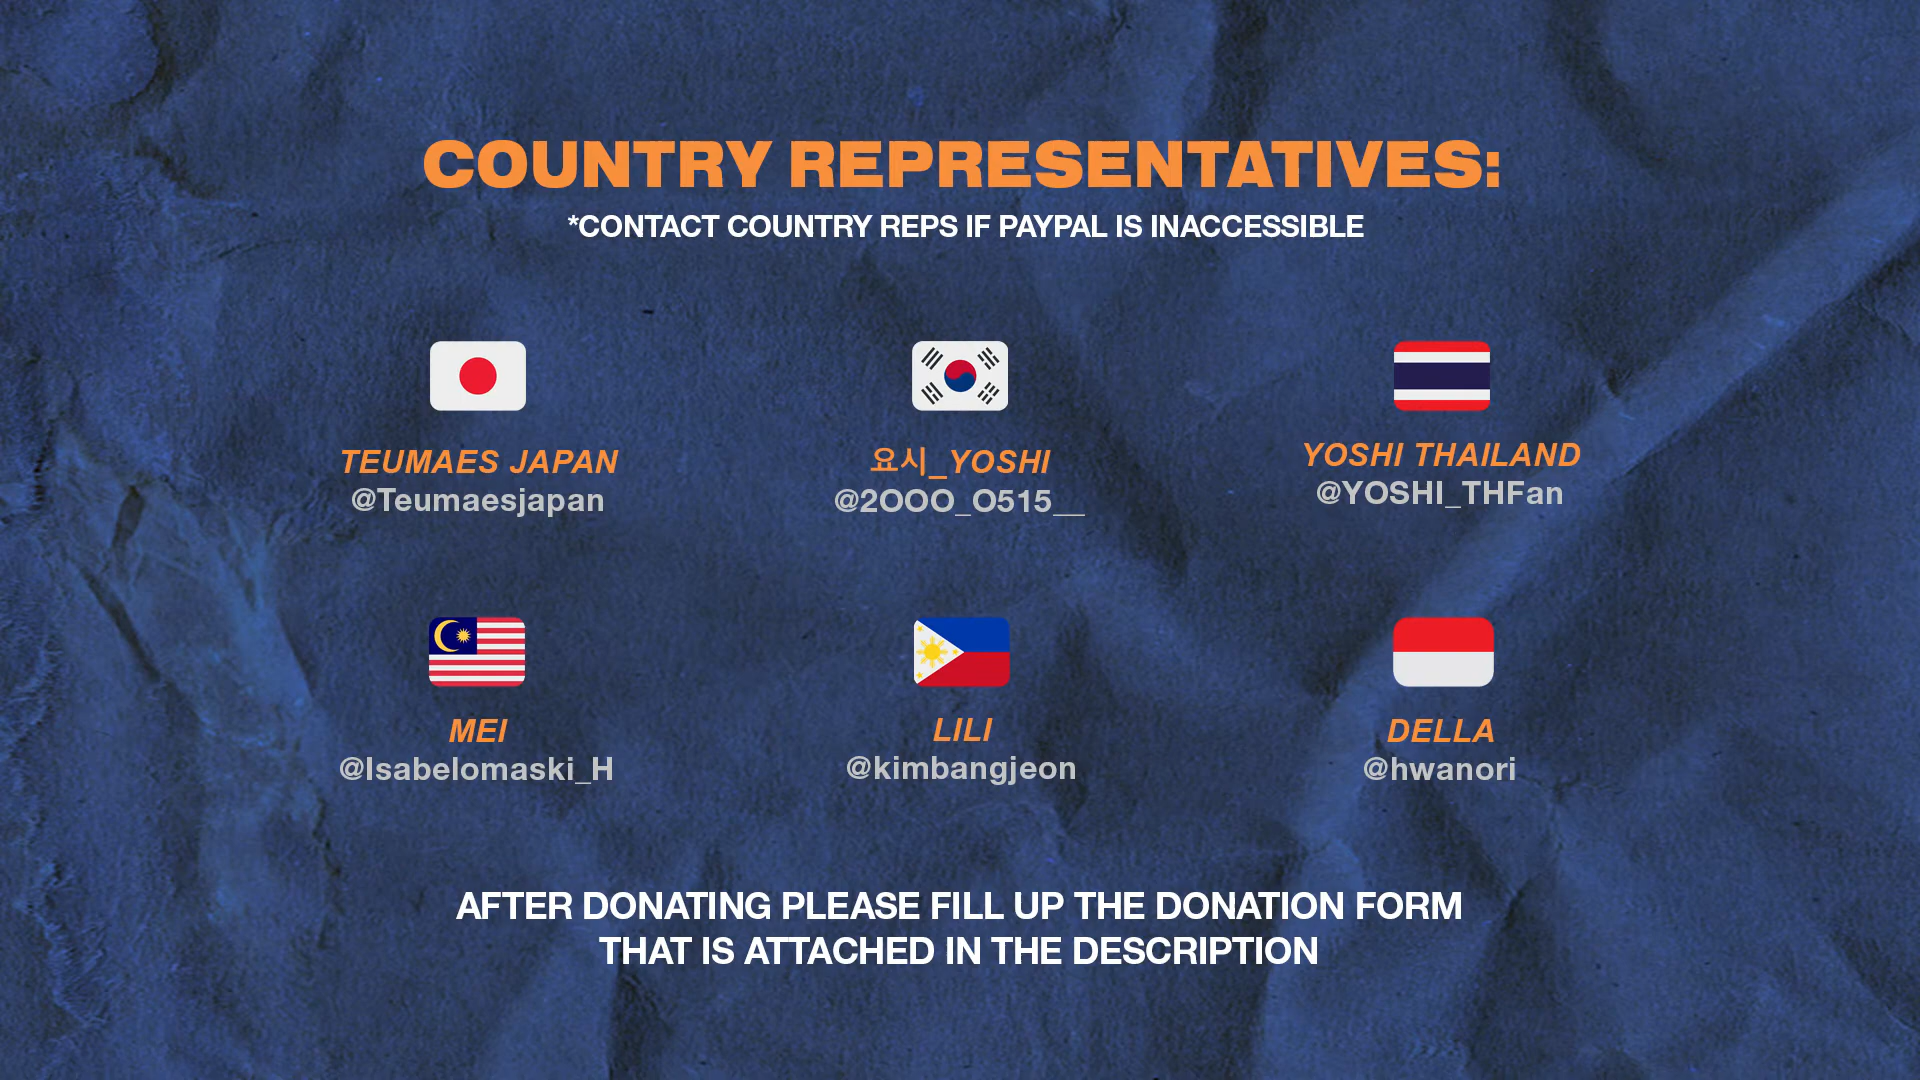 COUNTRY REPRESENTATIVES:
*CONTACT COUNTRY REPS IF PAYPAL IS INACCESSIBLE
TEUMAES JAPAN
@Teumaesjapan
요시_YOSHI
@2OOO_O515__
YOSHI THAILAND
@YOSHI_THFan
MEI
@Isabelomaski_H
LILI
@kimbangjeon
DELLA
@hwanori
AFTER DONATING PLEASE FILL UP THE DONATION FORM
THAT IS ATTACHED IN THE DESCRIPTION